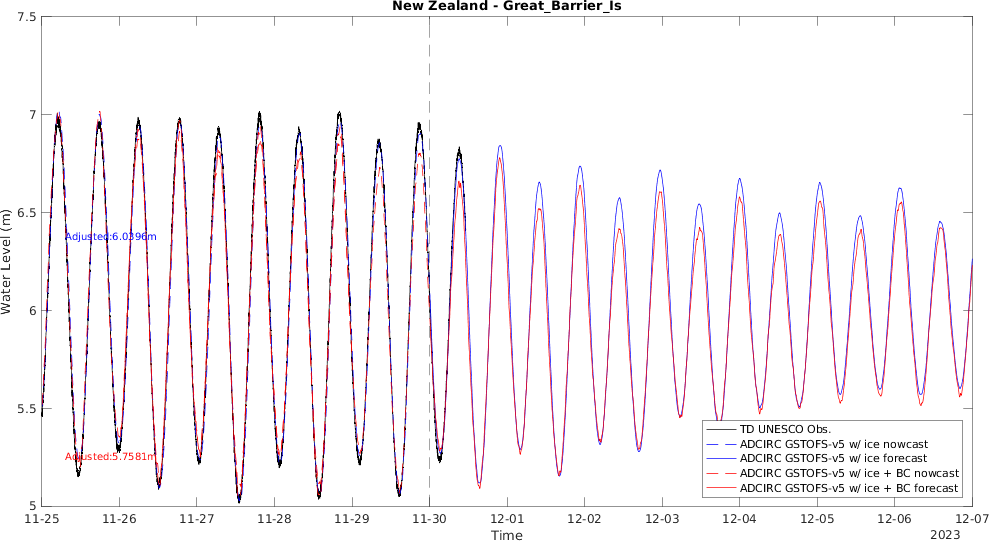 New Zealand - Great_Barrier_Is
7.5
7
6.5
6
5.5
5
Water Level (m)
Adjusted:6.0396m
Adjusted:5.7581m
TD UNESCO Obs.
ADCIRC GSTOFS-v5 w/ ice nowcast
ADCIRC GSTOFS-v5 w/ ice forecast
ADCIRC GSTOFS-v5 w/ ice + BC nowcast
ADCIRC GSTOFS-v5 w/ ice + BC forecast
11-25 11-26 11-27 11-28 11-29 11-30 12-01 12-02 12-03 12-04 12-05 12-06 12-07
Time
2023